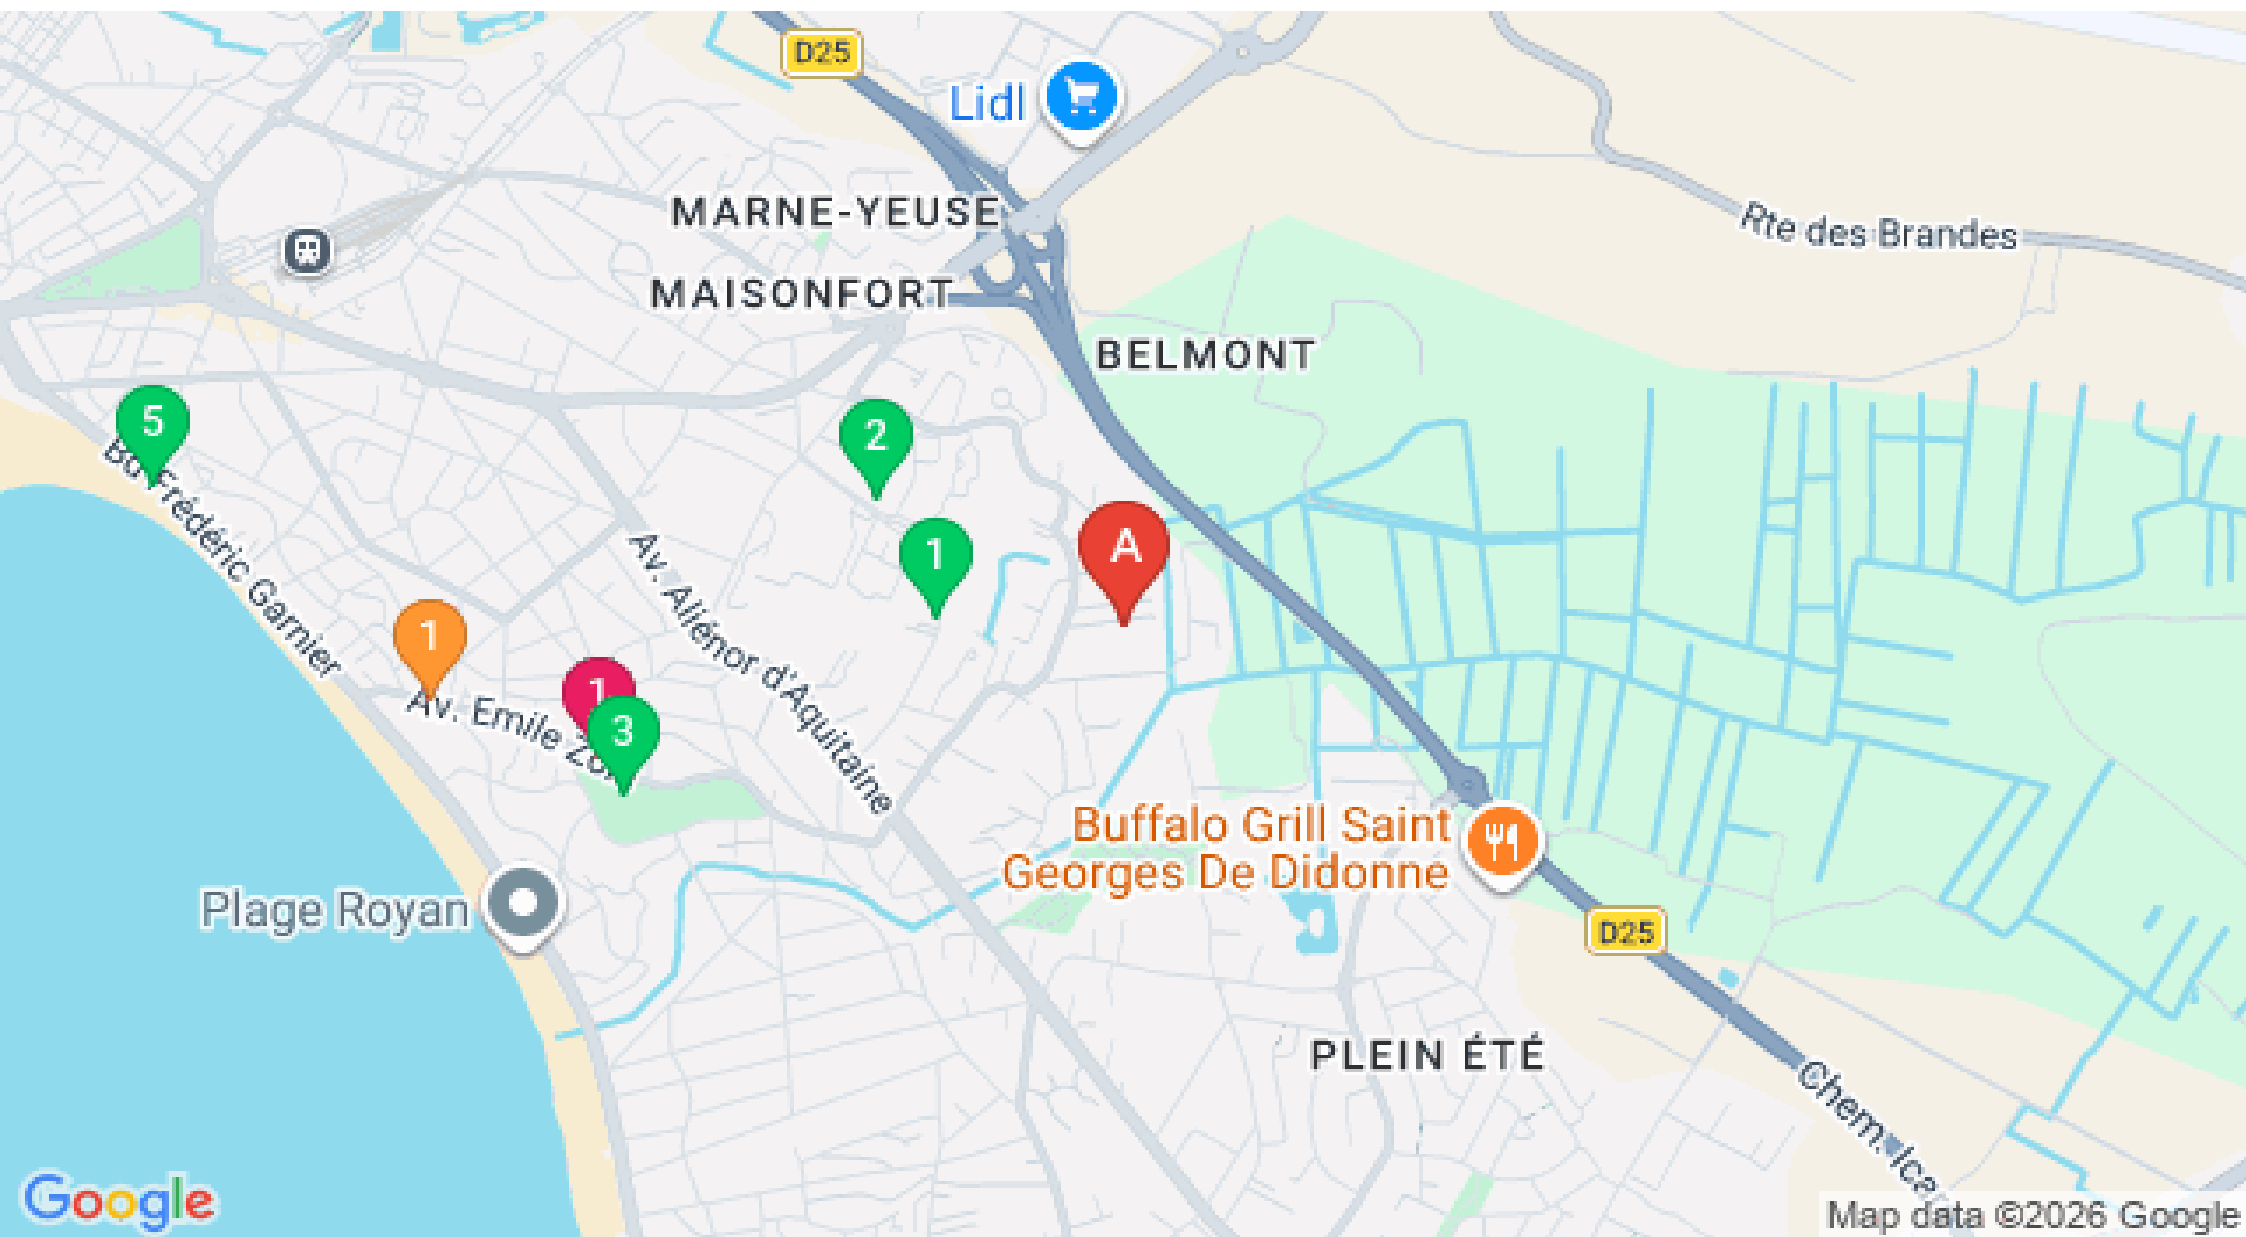 D25
Lidl
MARNE-YEUSE
Rte des Brandes
MAISONFORT
BELMONT
5
2
Bd Frédéric Garnier
A
1
Av. Aliénor d'Aquitaine
1
1
3
Av. Emile Zola
Buffalo Grill Saint
Georges De Didonne
Plage Royan
D25
PLEIN ÉTÉ
Chem.
Google
Map data ©2026 Google